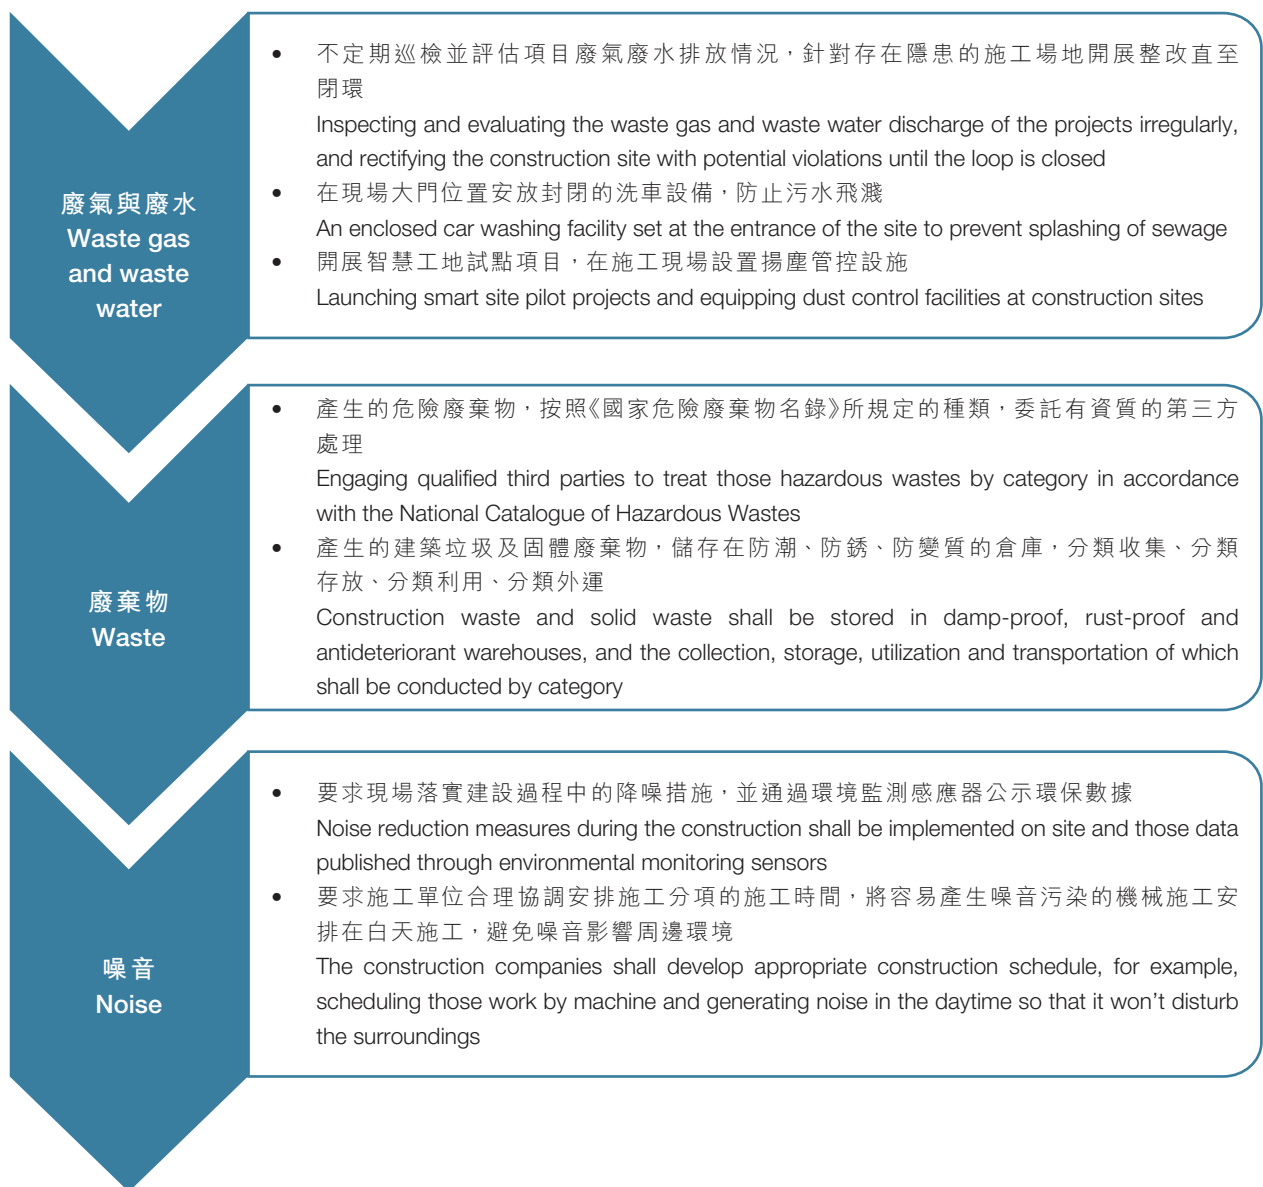 廢氣與廢水
Waste gas
and waste
water
• 不定期巡檢並評估項目廢氣廢水排放情況，針對存在隱患的施工場地開展整改直至
閉環
Inspecting and evaluating the waste gas and waste water discharge of the projects irregularly,
and rectifying the construction site with potential violations until the loop is closed
• 在現場大門位置安放封閉的洗車設備，防止污水飛濺
An enclosed car washing facility set at the entrance of the site to prevent splashing of sewage
• 開展智慧工地試點項目，在施工現場設置揚塵管控設施
Launching smart site pilot projects and equipping dust control facilities at construction sites
廢棄物
Waste
• 產生的危險廢棄物，按照《國家危險廢棄物名錄》所規定的種類，委託有資質的第三方
處理
Engaging qualified third parties to treat those hazardous wastes by category in accordance
with the National Catalogue of Hazardous Wastes
• 產生的建築垃圾及固體廢棄物，儲存在防潮、防銹、防變質的倉庫，分類收集、分類
存放、分類利用、分類外運
Construction waste and solid waste shall be stored in damp-proof, rust-proof and
antideteriorant warehouses, and the collection, storage, utilization and transportation of which
shall be conducted by category
噪音
Noise
• 要求現場落實建設過程中的降噪措施，並通過環境監測感應器公示環保數據
Noise reduction measures during the construction shall be implemented on site and those data
published through environmental monitoring sensors
• 要求施工單位合理協調安排施工分項的施工時間，將容易產生噪音污染的機械施工安
排在白天施工，避免噪音影響周邊環境
The construction companies shall develop appropriate construction schedule, for example,
scheduling those work by machine and generating noise in the daytime so that it won’t disturb
the surroundings